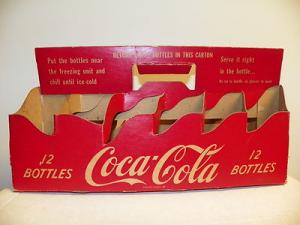 BOTTLES IN THIS CARTON
Put the bottles near
the freezing unit and
chill until ice-cold
Serve it right
in the bottle...
12
BOTTLES
Coca-Cola
12
BOTTLES